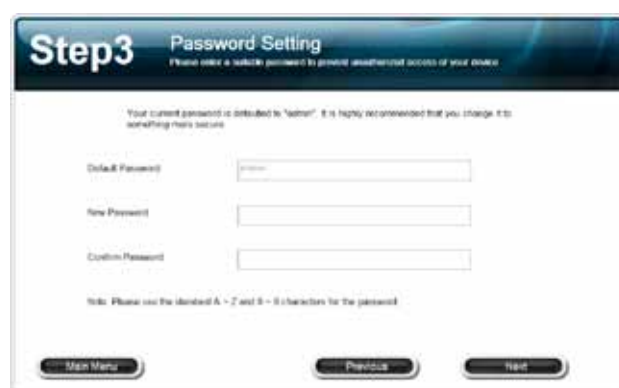 Step3
Password Setting
Please enter a suitable password to prevent unauthorized access of your device
Your current password is defaulted to "admin". It is highly recommended that you change it to
something more secure
Default Password
New Password
Confirm Password
Note: Please use the standard A ~ Z and 0 ~ 9 characters for the password
Main Menu
Previous
Next